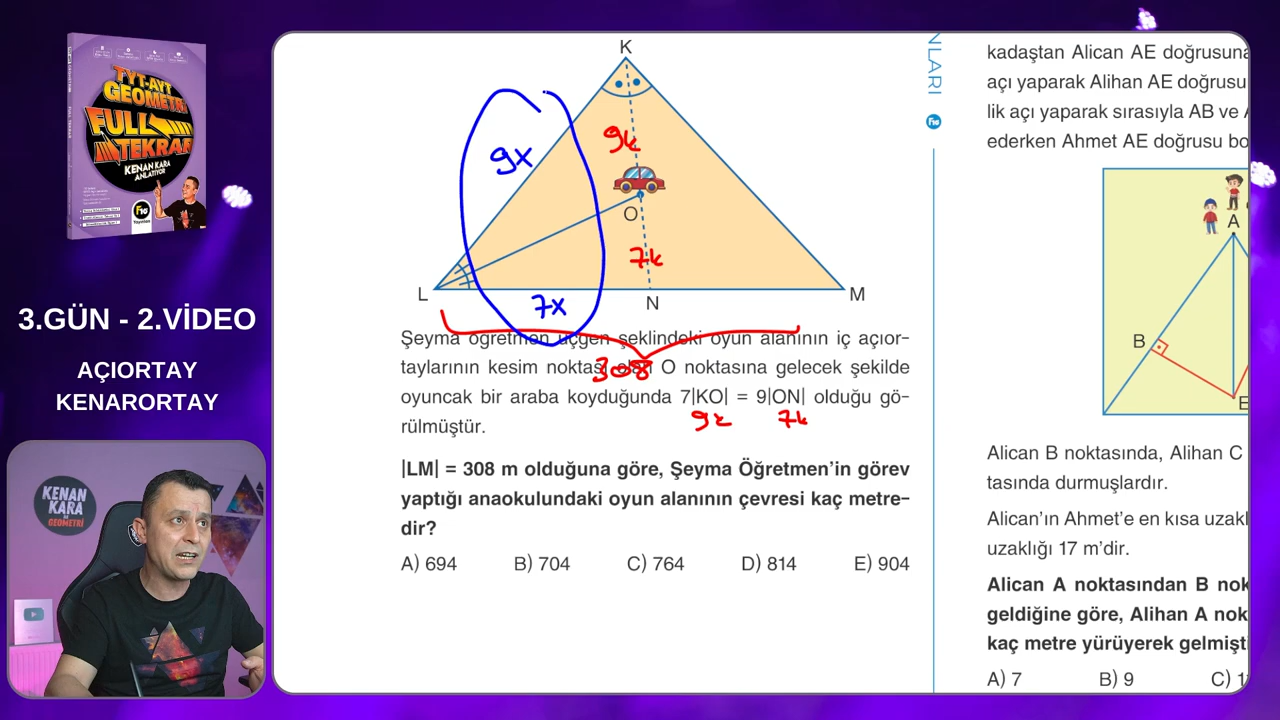 TYT-AYT
GEOMETRİ
FULL
TEKRAR
KENAN KARA
ANLATIYOR
F10
Yayınları
3.GÜN - 2.VİDEO
AÇIORTAY
KENARORTAY
KENAN
KARA
ile
GEOMETRİ
K
9x
9k
O
7k
L
7x
N
M
308
Şeyma öğretmen üçgen şeklindeki oyun alanının iç açıor-
taylarının kesim noktası olan O noktasına gelecek şekilde
oyuncak bir araba koyduğunda 7|KO| = 9|ON| olduğu gö-
9k 7k
rülmüştür.
|LM| = 308 m olduğuna göre, Şeyma Öğretmen'in görev
yaptığı anaokulundaki oyun alanının çevresi kaç metre-
dir?
A) 694 B) 704 C) 764 D) 814 E) 904
NLARI
kadaştan Alican AE doğrusuna
açı yaparak Alihan AE doğrusu
lik açı yaparak sırasıyla AB ve A
ederken Ahmet AE doğrusu bo
A
B
E
Alican B noktasında, Alihan C
tasında durmuşlardır.
Alican'ın Ahmet'e en kısa uzakl
uzaklığı 17 m'dir.
Alican A noktasından B nok
geldiğine göre, Alihan A nok
kaç metre yürüyerek gelmişti
A) 7 B) 9 C) 1